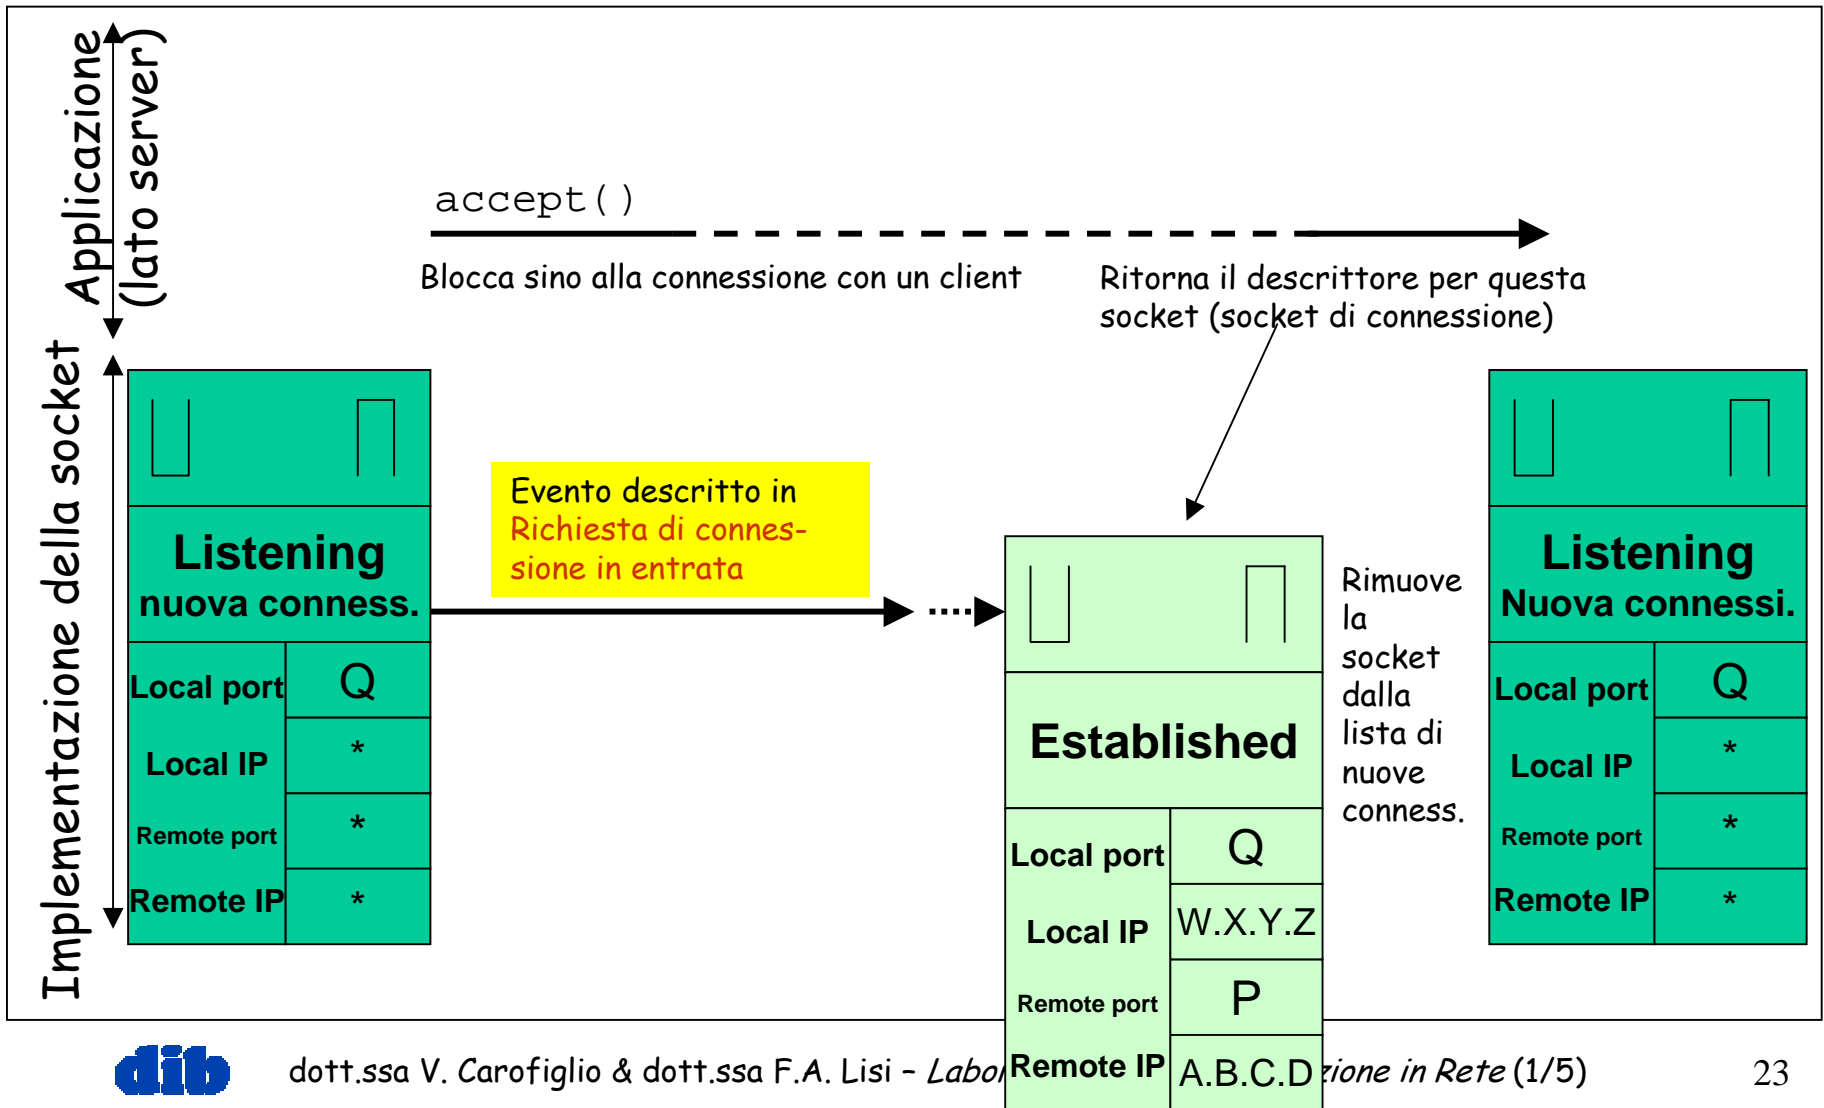 Applicazione
(lato server)
accept()
Blocca sino alla connessione con un client
Ritorna il descrittore per questa
socket (socket di connessione)
Implementazione della socket
Listening
nuova conness.
Local port Q
Local IP *
Remote port *
Remote IP *
Evento descritto in
Richiesta di connes-
sione in entrata
Established
Local port Q
Local IP W.X.Y.Z
Remote port P
Remote IP A.B.C.D
Rimuove
la
socket
dalla
lista di
nuove
conness.
Listening
Nuova connessi.
Local port Q
Local IP *
Remote port *
Remote IP *
dib
dott.ssa V. Carofiglio & dott.ssa F.A. Lisi – in Rete (1/5)
23